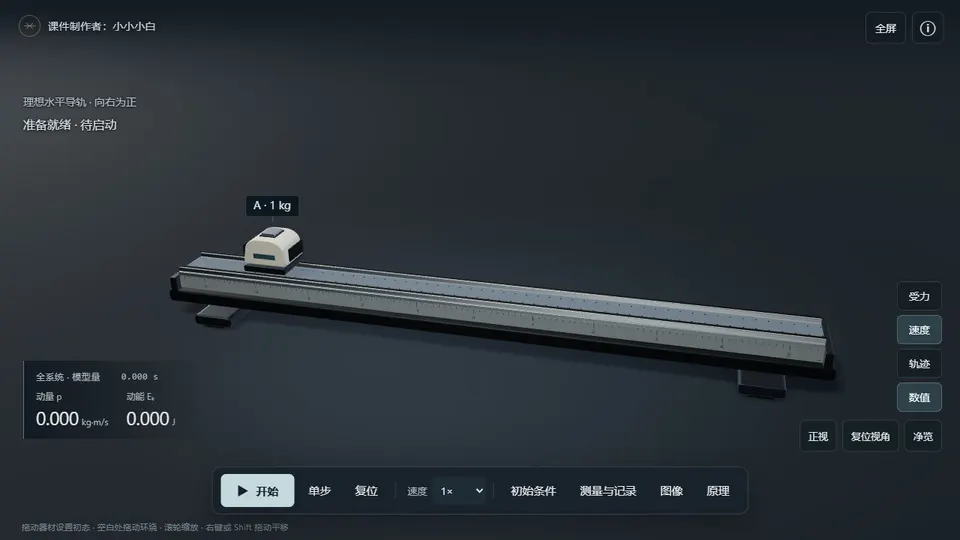 课件制作者：小小小白
全屏
理想水平导轨 · 向右为正
准备就绪 · 待启动
A · 1 kg
受力
速度
轨迹
数值
全系统 · 模型量 0.000 s
动量 p 动能 Eₖ
0.000 kg·m/s 0.000 J
正视 复位视角 净览
开始 单步 复位 速度 1× 初始条件 测量与记录 图像 原理
拖动器材设置初态 · 空白处拖动环绕 · 滚轮缩放 · 右键或 Shift 拖动平移